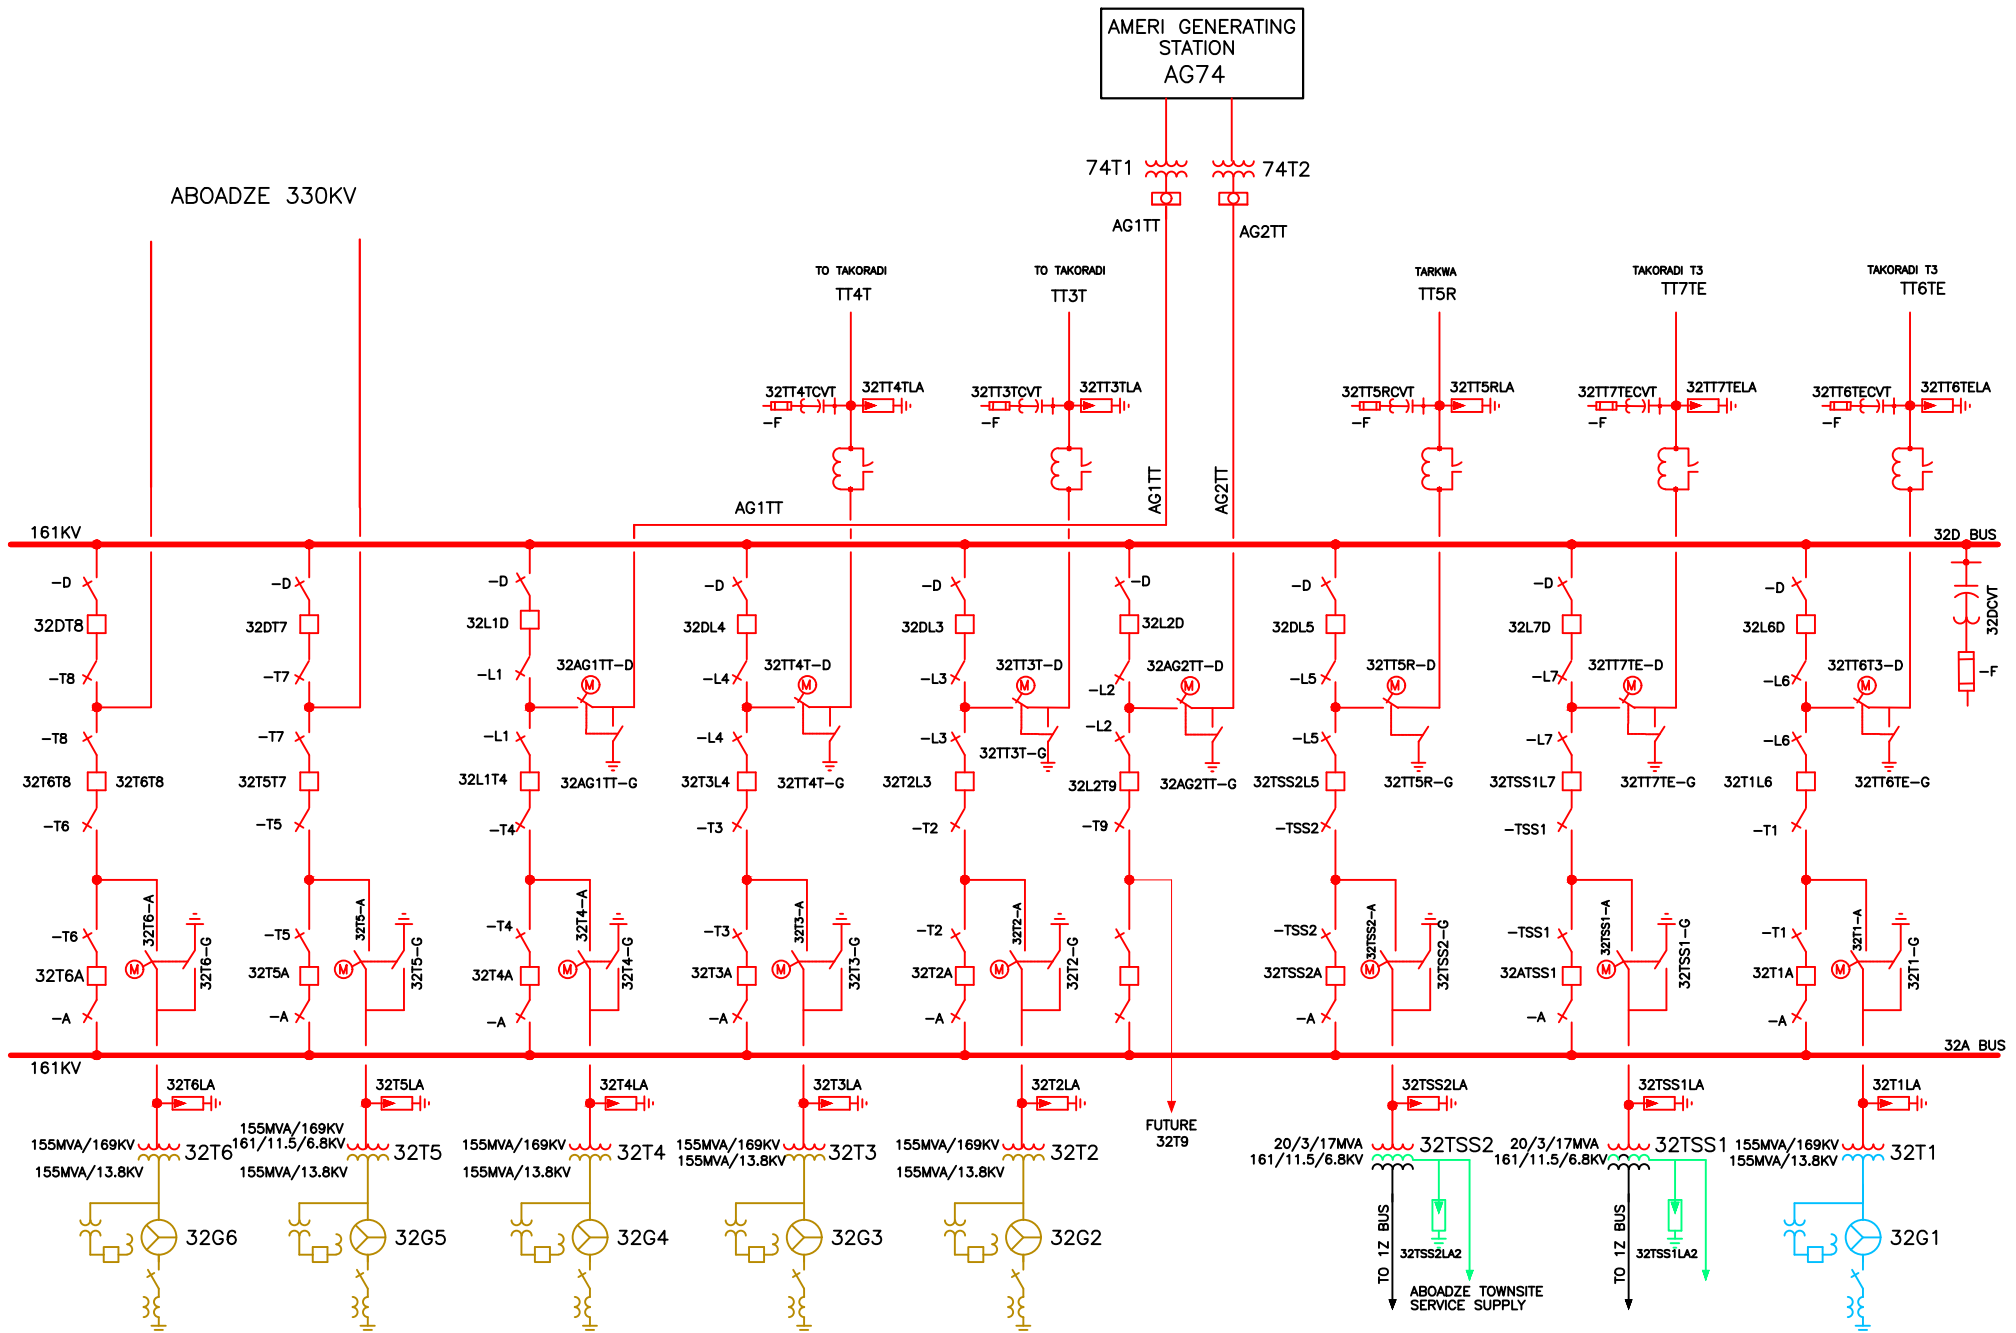 AMERI GENERATING
STATION
AG74
74T1
74T2
ABOADZE 330KV
AG1TT
AG2TT
TO TAKORADI
TT4T
TO TAKORADI
TT3T
TARKWA
TT5R
TAKORADI T3
TT7TE
TAKORADI T3
TT6TE
32TT4TCVT
32TT4TLA
-F
32TT3TCVT
32TT3TLA
-F
32TT5RCVT
32TT5RLA
-F
32TT7TECVT
32TT7TELA
-F
32TT6TECVT
32TT6TELA
-F
AG1TT
AG1TT
AG2TT
161KV
32D BUS
-D
-D
-D
-D
-D
-D
-D
-D
-D
32DT8
32DT7
32L1D
32DL4
32DL3
32L2D
32DL5
32L7D
32L6D
32DCVT
-F
-T8
-T7
-L1
-L4
-L3
-L2
-L5
-L7
-L6
32AG1TT-D
M
32TT4T-D
M
32TT3T-D
M
32AG2TT-D
M
32TT5R-D
M
32TT7TE-D
M
32TT6T3-D
M
-T8
-T7
-L1
-L4
-L3
-L2
-L5
-L7
-L6
32T6T8
32T6T8
32T5T7
32L1T4
32AG1TT-G
32T3L4
32TT4T-G
32T2L3
32TT3T-G
32L2T9
32AG2TT-G
32TSS2L5
32TT5R-G
32TSS1L7
32TT7TE-G
32T1L6
32TT6TE-G
-T6
-T5
-T4
-T3
-T2
-T9
-TSS2
-TSS1
-T1
32T6-A
32T5-A
32T4-A
32T3-A
32T2-A
32TSS2-A
32TSS1-A
32T1-A
-T6
-T5
-T4
-T3
-T2
-TSS2
-TSS1
-T1
32T6A
M
32T6-G
32T5A
M
32T5-G
32T4A
M
32T4-G
32T3A
M
32T3-G
32T2A
M
32T2-G
32TSS2A
M
32TSS2-G
32ATSS1
M
32TSS1-G
32T1A
M
32T1-G
-A
-A
-A
-A
-A
-A
-A
-A
161KV
32A BUS
32T6LA
32T5LA
32T4LA
32T3LA
32T2LA
32TSS2LA
32TSS1LA
32T1LA
FUTURE
32T9
155MVA/169KV
32T6
155MVA/13.8KV
155MVA/169KV
161/11.5/6.8KV
32T5
155MVA/13.8KV
155MVA/169KV
32T4
155MVA/13.8KV
155MVA/169KV
32T3
155MVA/13.8KV
155MVA/169KV
32T2
155MVA/13.8KV
20/3/17MVA
32TSS2
161/11.5/6.8KV
20/3/17MVA
32TSS1
161/11.5/6.8KV
155MVA/169KV
32T1
155MVA/13.8KV
32G6
32G5
32G4
32G3
32G2
TO 1Z BUS
32TSS2LA2
TO 1Z BUS
32TSS1LA2
32G1
ABOADZE TOWNSITE
SERVICE SUPPLY